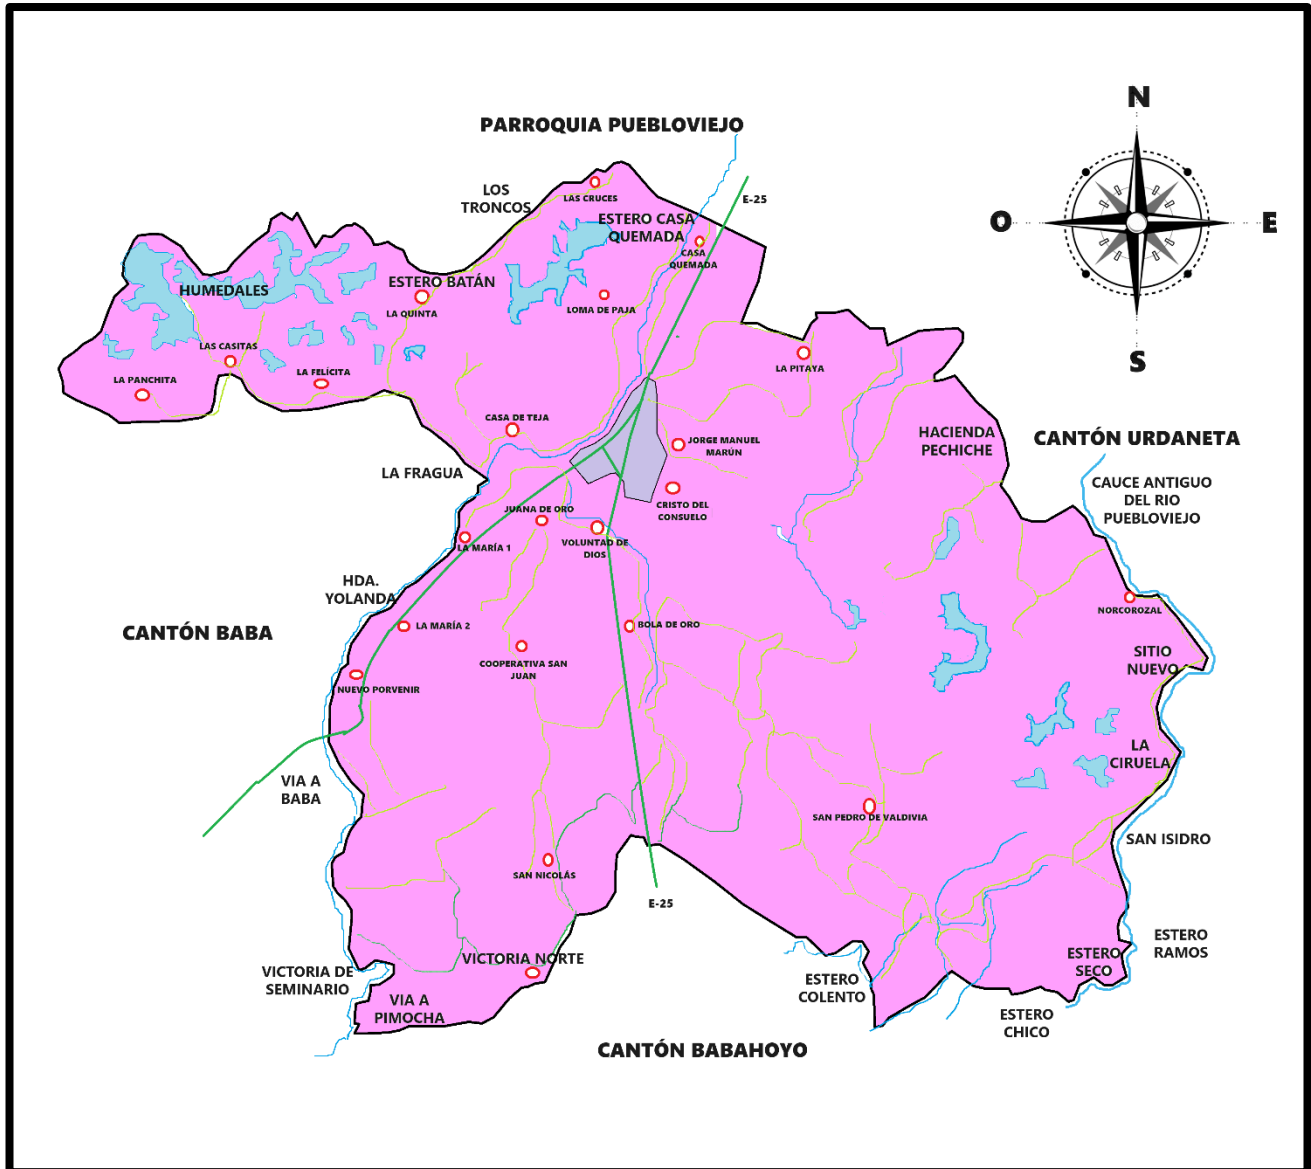 N
PARROQUIA PUEBLOVIEJO
LOS
TRONCOS
LAS CRUCES
E-25
ESTERO CASA
QUEMADA
O
E
CASA
QUEMADA
HUMEDALES
ESTERO BATÁN
LA QUINTA
LOMA DE PAJA
LAS CASITAS
S
LA PANCHITA
LA FELÍCITA
LA PITAYA
CASA DE TEJA
JORGE MANUEL
MARÚN
HACIENDA
PECHICHE
CANTÓN URDANETA
LA FRAGUA
CAUCE ANTIGUO
DEL RIO
PUEBLOVIEJO
CRISTO DEL
CONSUELO
JUANA DE ORO
LA MARÍA 1
VOLUNTAD DE
DIOS
HDA.
YOLANDA
NORCOROZAL
CANTÓN BABA
LA MARÍA 2
BOLA DE ORO
SITIO
NUEVO
COOPERATIVA SAN
JUAN
NUEVO PORVENIR
LA
CIRUELA
VIA A
BABA
SAN PEDRO DE VALDIVIA
SAN ISIDRO
SAN NICOLÁS
E-25
ESTERO
RAMOS
VICTORIA NORTE
ESTERO
SECO
VICTORIA DE
SEMINARIO
ESTERO
COLENTO
VIA A
PIMOCHA
ESTERO
CHICO
CANTÓN BABAHOYO